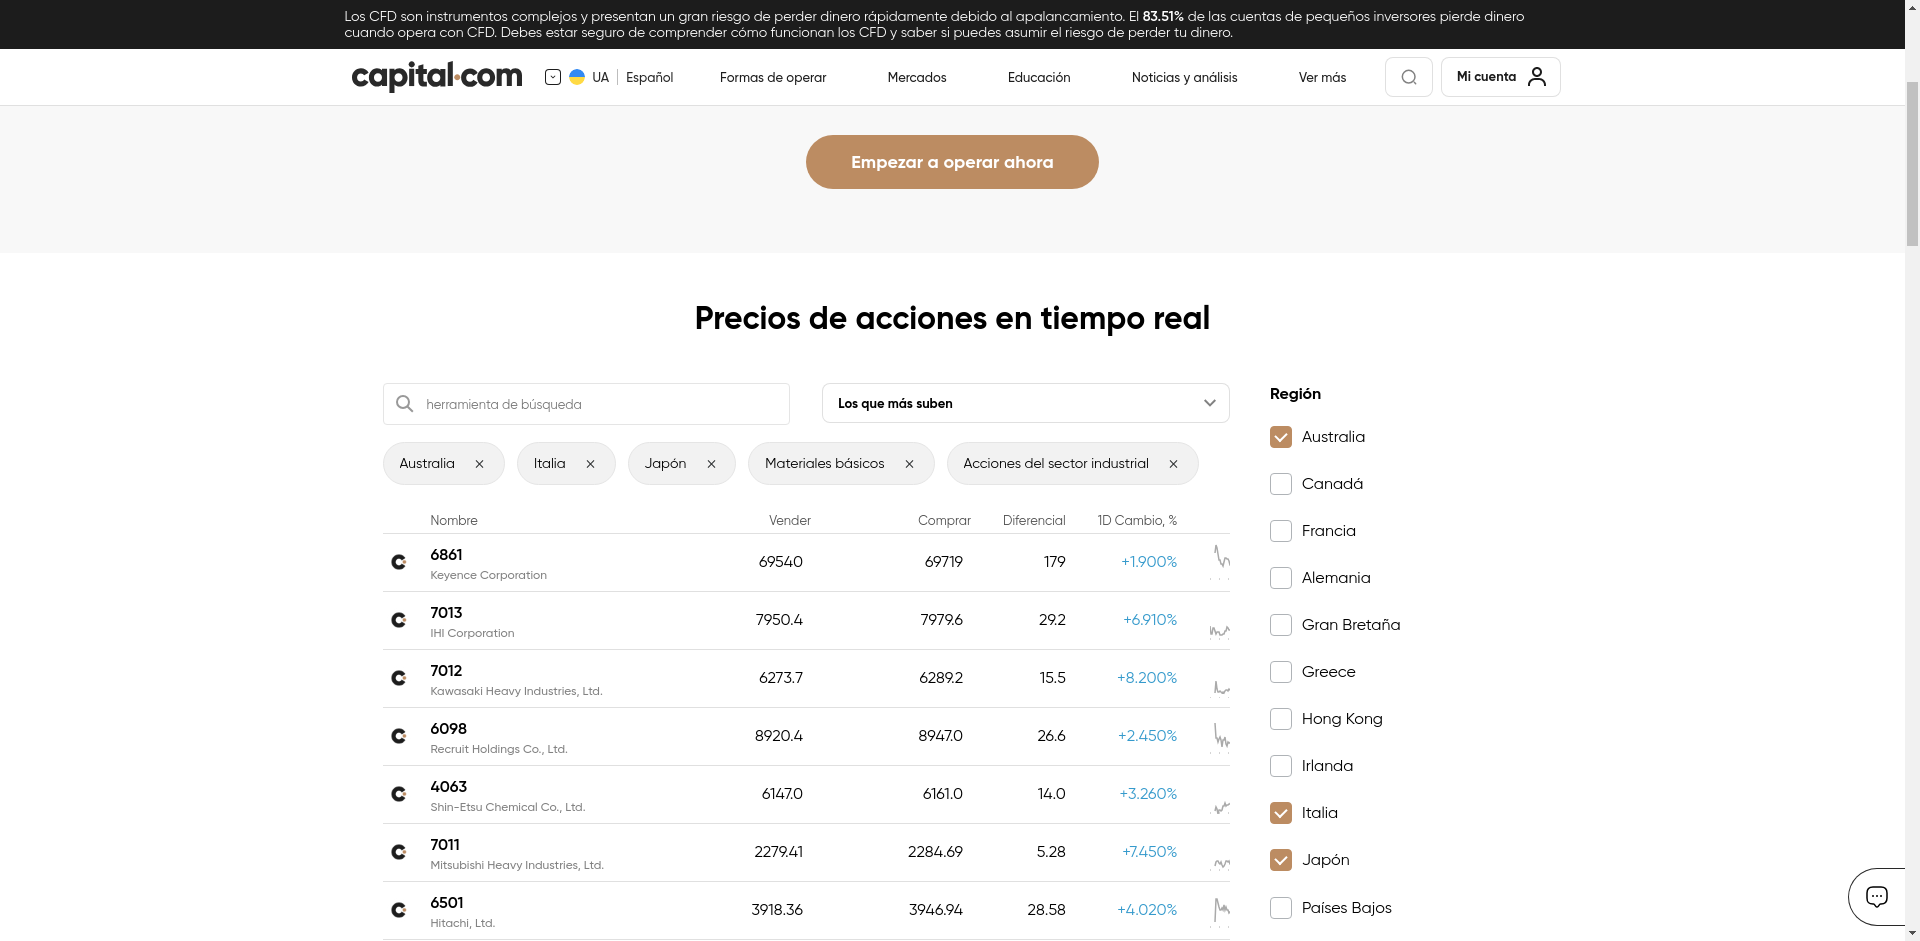 Los CFD son instrumentos complejos y presentan un gran riesgo de perder dinero rápidamente debido al apalancamiento. El 83.51% de las cuentas de pequeños inversores pierde dinero
cuando opera con CFD. Debes estar seguro de comprender cómo funcionan los CFD y saber si puedes asumir el riesgo de perder tu dinero.
capital.com UA Español Formas de operar Mercados Educación Noticias y análisis Ver más Mi cuenta
Empezar a operar ahora
Precios de acciones en tiempo real
herramienta de búsqueda
Los que más suben
Australia Italia Japón Materiales básicos Acciones del sector industrial
Nombre Vender Comprar Diferencial 1D Cambio, %
6861 69540 69719 179 +1.900%
Keyence Corporation
7013 7950.4 7979.6 29.2 +6.910%
IHI Corporation
7012 6273.7 6289.2 15.5 +8.200%
Kawasaki Heavy Industries, Ltd.
6098 8920.4 8947.0 26.6 +2.450%
Recruit Holdings Co., Ltd.
4063 6147.0 6161.0 14.0 +3.260%
Shin-Etsu Chemical Co., Ltd.
7011 2279.41 2284.69 5.28 +7.450%
Mitsubishi Heavy Industries, Ltd.
6501 3918.36 3946.94 28.58 +4.020%
Hitachi, Ltd.
Región
Australia
Canadá
Francia
Alemania
Gran Bretaña
Greece
Hong Kong
Irlanda
Italia
Japón
Países Bajos